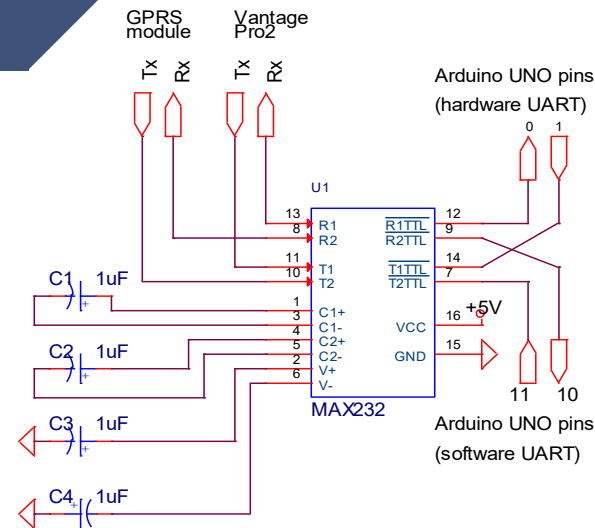 GPRS
module
Vantage
Pro2
Tx
Rx
Tx
Rx
Arduino UNO pins
(hardware UART)
0
1
U1
13
R1
R1TTL
12
8
R2
R2TTL
9
11
T1
T1TTL
14
10
T2
T2TTL
7
C1
1uF
1
C1+
3
C1-
+5V
VCC
16
4
C2+
C2
1uF
5
C2-
GND
15
2
V+
6
V-
MAX232
11
10
C3
1uF
Arduino UNO pins
(software UART)
C4
1uF